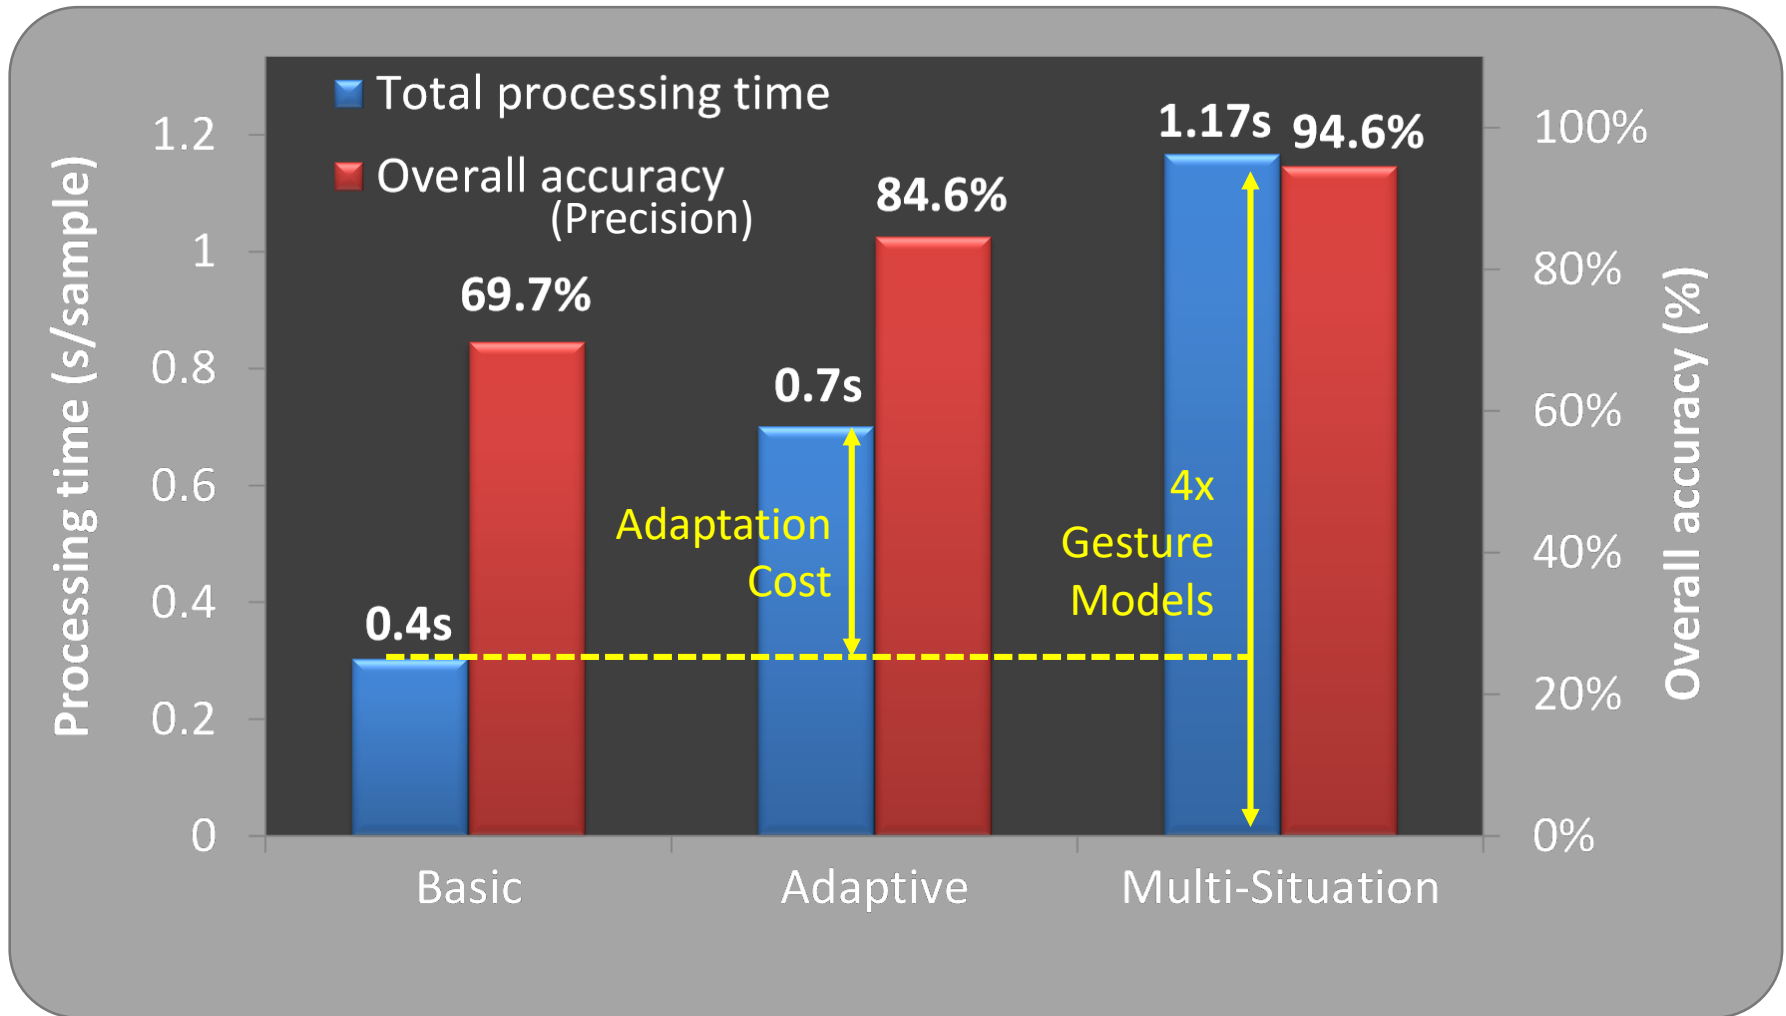 Total processing time
Overall accuracy
(Precision)
Processing time (s/sample)
1.2
1
0.8
0.6
0.4
0.2
0
0.4s
69.7%
0.7s
84.6%
1.17s
94.6%
Adaptation
Cost
4x
Gesture
Models
100%
80%
60%
40%
20%
0%
Overall accuracy (%)
Basic
Adaptive
Multi-Situation